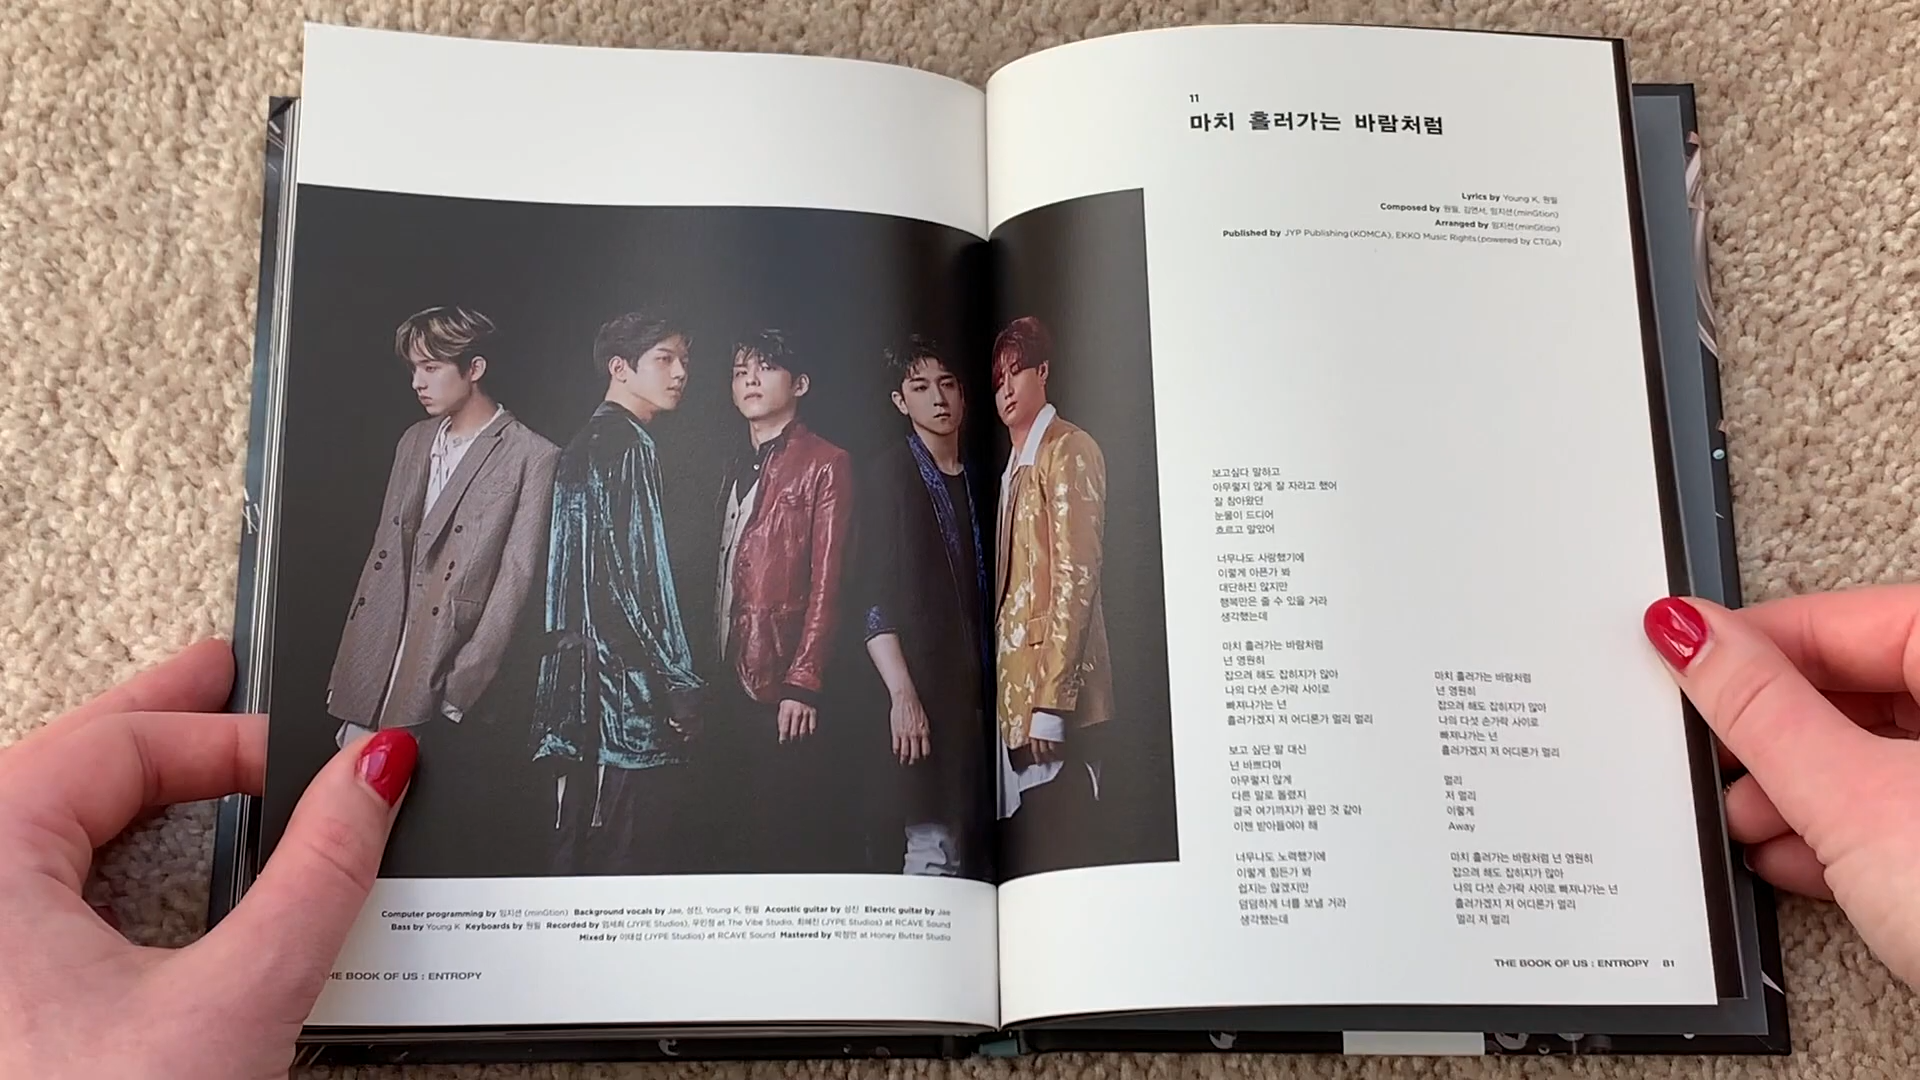 Computer programming by 임지션 (minGtion) Background vocals by Jae, 성진, Young K, 원필 Acoustic guitar by 성진 Electric guitar by Jae
Bass by Young K Keyboards by 원필 Recorded by 엄세희 (JYPE Studios), 우민정 at The Vibe Studio, 최혜진 (JYPE Studios) at RCAVE Sound
Mixed by 이태섭 (JYPE Studios) at RCAVE Sound Mastered by 박정언 at Honey Butter Studio
HE BOOK OF US : ENTROPY
11
마치 흘러가는 바람처럼
Lyrics by Young K, 원필
Composed by 원필, 김연서, 임지션(minGtion)
Arranged by 임지션(minGtion)
Published by JYP Publishing(KOMCA), EKKO Music Rights(powered by CTGA)
보고싶다 말하고
아무렇지 않게 잘 자라고 했어
잘 참아왔던
눈물이 드디어
흐르고 말았어
너무나도 사랑했기에
이렇게 아픈가 봐
대단하진 않지만
행복만은 줄 수 있을 거라
생각했는데
마치 흘러가는 바람처럼
넌 영원히
잡으려 해도 잡히지가 않아
나의 다섯 손가락 사이로
빠져나가는 넌
흘러가겠지 저 어디론가 멀리 멀리
보고 싶단 말 대신
넌 바쁘다며
아무렇지 않게
다른 말로 돌렸지
결국 여기까지가 끝인 것 같아
이젠 받아들여야 해
너무나도 노력했기에
이렇게 힘든가 봐
쉽지는 않겠지만
덤덤하게 너를 보낼 거라
생각했는데
마치 흘러가는 바람처럼
넌 영원히
잡으려 해도 잡히지가 않아
나의 다섯 손가락 사이로
빠져나가는 넌
흘러가겠지 저 어디론가 멀리
멀리
저 멀리
이렇게
Away
마치 흘러가는 바람처럼 넌 영원히
잡으려 해도 잡히지가 않아
나의 다섯 손가락 사이로 빠져나가는 넌
흘러가겠지 저 어디론가 멀리
멀리 저 멀리
THE BOOK OF US : ENTROPY 81